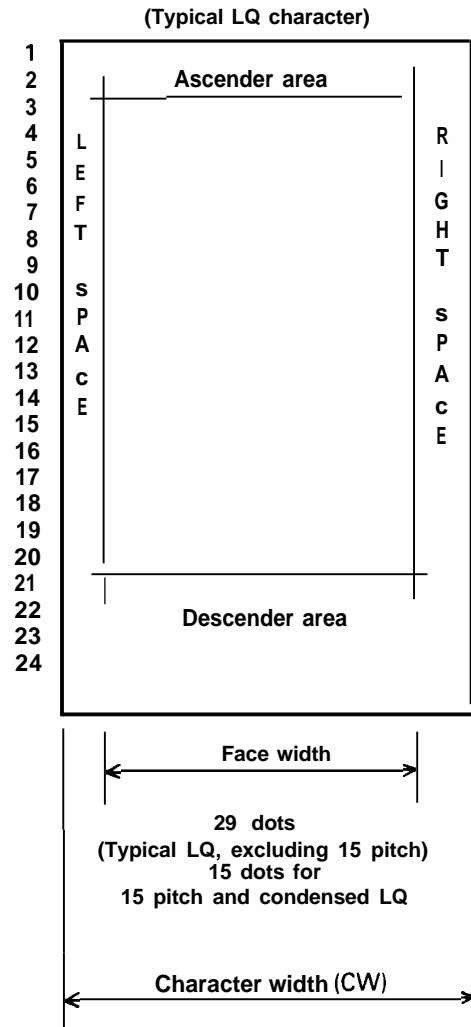 (Typical LQ character)
1
2
3
4
5
6
7
8
9
10
11
12
13
14
15
16
17
18
19
20
21
22
23
24
Ascender area
L
E
F
T
s
P
A
c
E
R
I
G
H
T
s
P
A
c
E
Descender area
Face width
29 dots
(Typical LQ, excluding 15 pitch)
15 dots for
15 pitch and condensed LQ
Character width (CW)